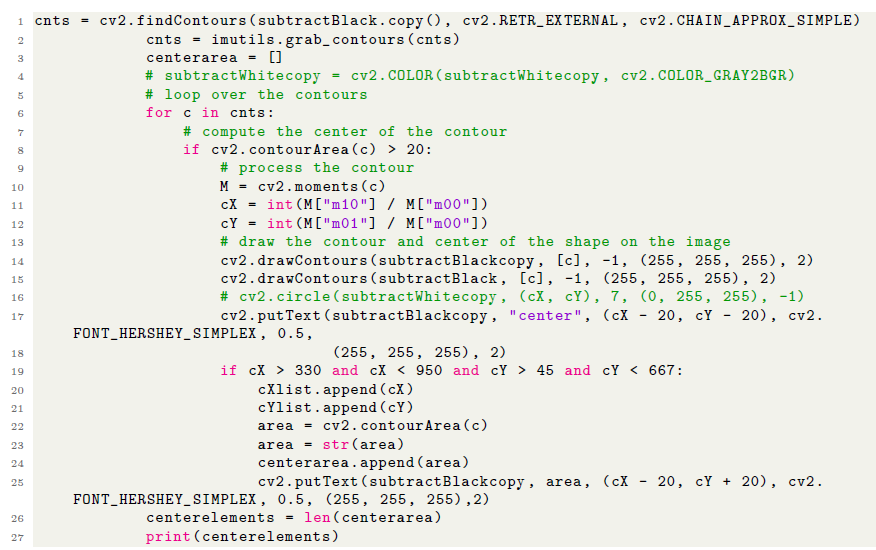 1 cnts = cv2.findContours(subtractBlack.copy(), cv2.RETR_EXTERNAL, cv2.CHAIN_APPROX_SIMPLE)
2 cnts = imutils.grab_contours(cnts)
3 centerarea = []
4 # subtractWhitecopy = cv2.COLOR(subtractWhitecopy, cv2.COLOR_GRAY2BGR)
5 # loop over the contours
6 for c in cnts:
7 # compute the center of the contour
8 if cv2.contourArea(c) > 20:
9 # process the contour
10 M = cv2.moments(c)
11 cX = int(M["m10"] / M["m00"])
12 cY = int(M["m01"] / M["m00"])
13 # draw the contour and center of the shape on the image
14 cv2.drawContours(subtractBlackcopy, [c], -1, (255, 255, 255), 2)
15 cv2.drawContours(subtractBlack, [c], -1, (255, 255, 255), 2)
16 # cv2.circle(subtractWhitecopy, (cX, cY), 7, (0, 255, 255), -1)
17 cv2.putText(subtractBlackcopy, "center", (cX - 20, cY - 20), cv2.
FONT_HERSHEY_SIMPLEX, 0.5,
18 (255, 255, 255), 2)
19 if cX > 330 and cX < 950 and cY > 45 and cY < 667:
20 cXlist.append(cX)
21 cYlist.append(cY)
22 area = cv2.contourArea(c)
23 area = str(area)
24 centerarea.append(area)
25 cv2.putText(subtractBlackcopy, area, (cX - 20, cY + 20), cv2.
FONT_HERSHEY_SIMPLEX, 0.5, (255, 255, 255),2)
26 centerelements = len(centerarea)
27 print(centerelements)